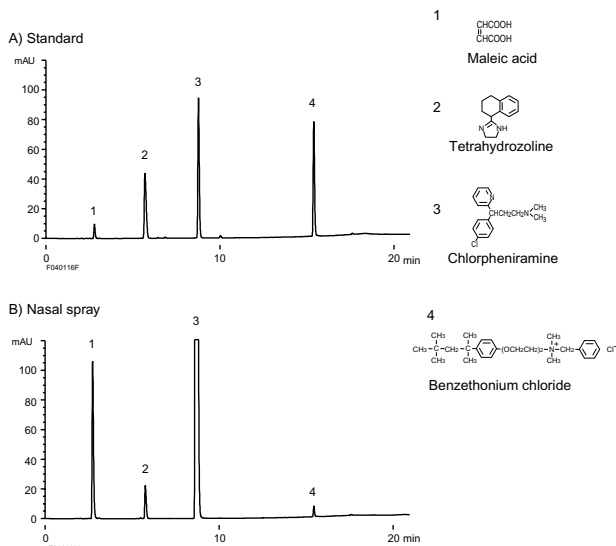 A) Standard
mAU
100
80
60
40
20
0
1
2
3
4
F040116F
0
10
20 min
1
CHCOOH
CHCOOH
Maleic acid
2
N
NH
Tetrahydrozoline
3
N
CHCH₂CH₂N
CH₃
CH₃
Cl
Chlorpheniramine
B) Nasal spray
mAU
100
80
60
40
20
0
1
2
3
4
0
10
20 min
4
CH₃ CH₃ CH₃
CH₃-C-CH₂-C (OCH₂CH₂)₂-N-CH₂ Cl⁻
+
CH₃ CH₃ CH₃
Benzethonium chloride